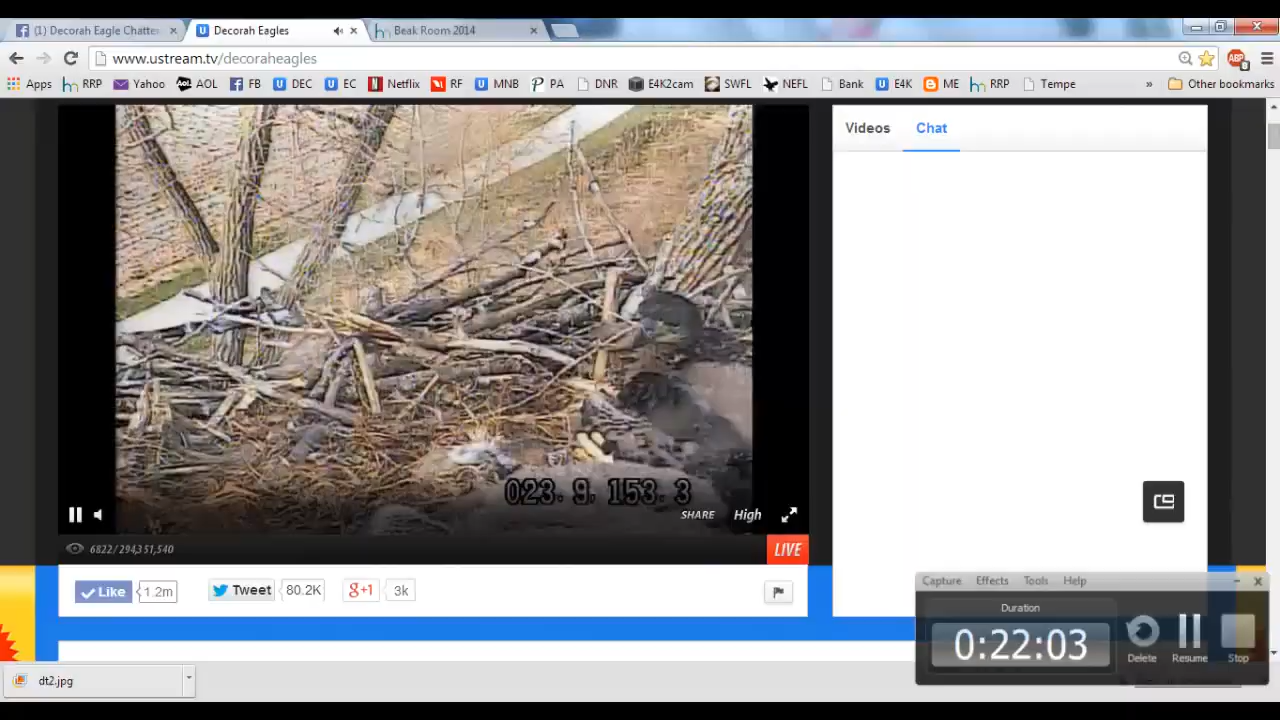 (1) Decorah Eagle Chatter
Decorah Eagles
Beak Room 2014
www.ustream.tv/decoraheagles
ABP
Apps RRP Yahoo AOL FB DEC EC Netflix RF MNB PA DNR E4K2cam SWFL NEFL Bank E4K ME RRP Tempe » Other bookmarks
Videos Chat
023. 9, 153. 3
SHARE High
6822/294,351,540 LIVE
Like 1.2m Tweet 80.2K g+1 3k
Capture Effects Tools Help
Duration
0:22:03
Delete Resume Stop
dt2.jpg